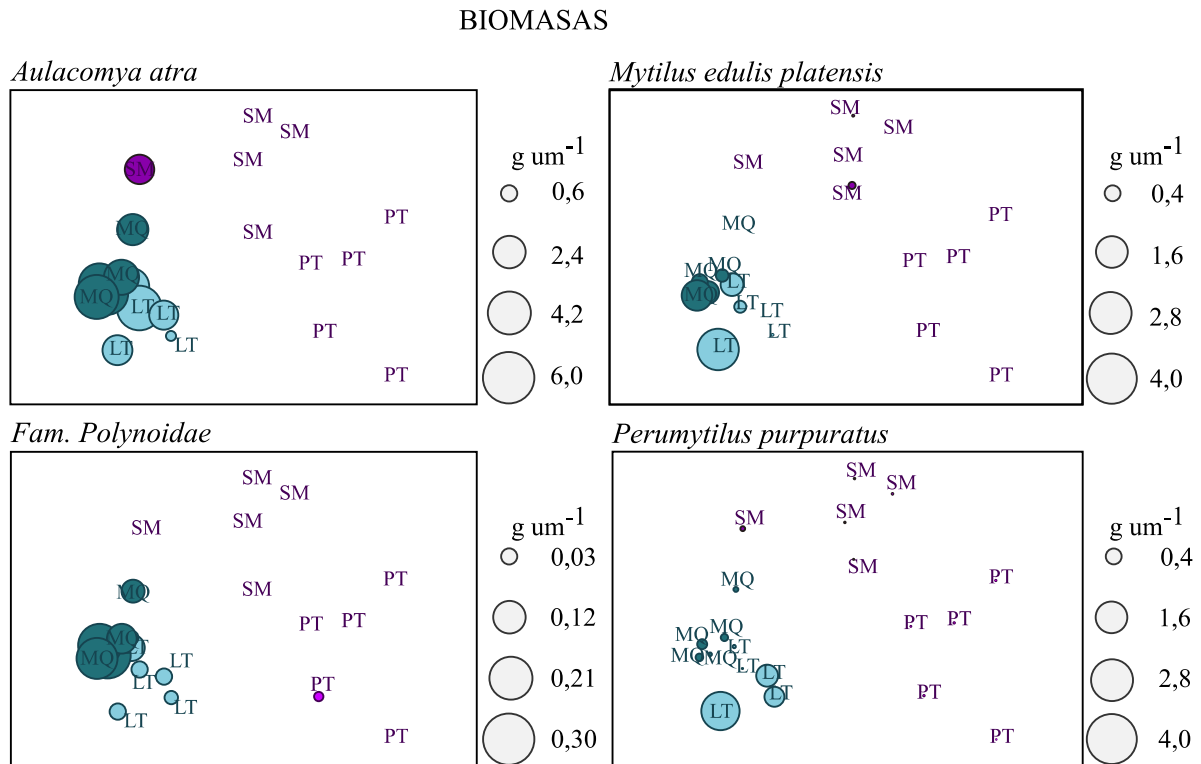 BIOMASAS
Aulacomya atra
SM
SM
SM
SM
MQ
SM
PT
PT
PT
MQ
MQ
LT
LT
PT
LT
LT
PT
g um-1
0,6
2,4
4,2
6,0
Mytilus edulis platensis
SM
SM
SM
SM
SM
MQ
PT
PT
PT
MQ
MQ
LT
MQ
LT
LT
PT
LT
LT
PT
g um-1
0,4
1,6
2,8
4,0
Fam. Polynoidae
SM
SM
SM
SM
PT
MQ
SM
PT
PT
MQ
LT
MQ
LT
LT
PT
LT
LT
PT
g um-1
0,03
0,12
0,21
0,30
Perumytilus purpuratus
SM
SM
SM
SM
SM
PT
MQ
PT
PT
MQ
MQ
LT
MQ
MQ
LT
LT
LT
PT
LT
PT
g um-1
0,4
1,6
2,8
4,0